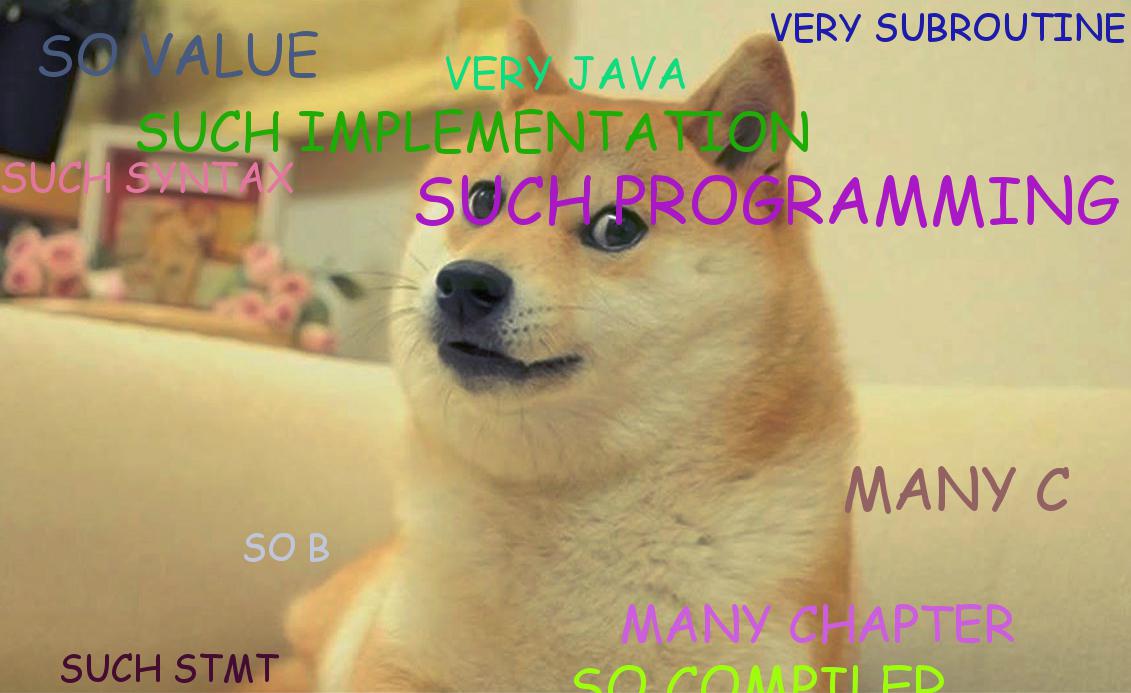 VERY SUBROUTINE
SO VALUE
VERY JAVA
SUCH IMPLEMENTATION
SUCH SYNTAX
SUCH PROGRAMMING
MANY C
SO B
MANY CHAPTER
SUCH STMT
SO COMPILER